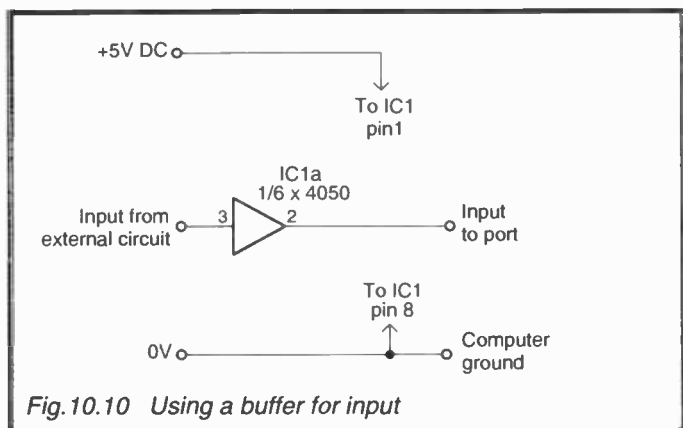 +5V DC
To IC1
pin1
IC1a
1/6 x 4050
Input from
external circuit
3
2
Input
to port
To IC1
pin 8
0V
Computer
ground
Fig.10.10 Using a buffer for input